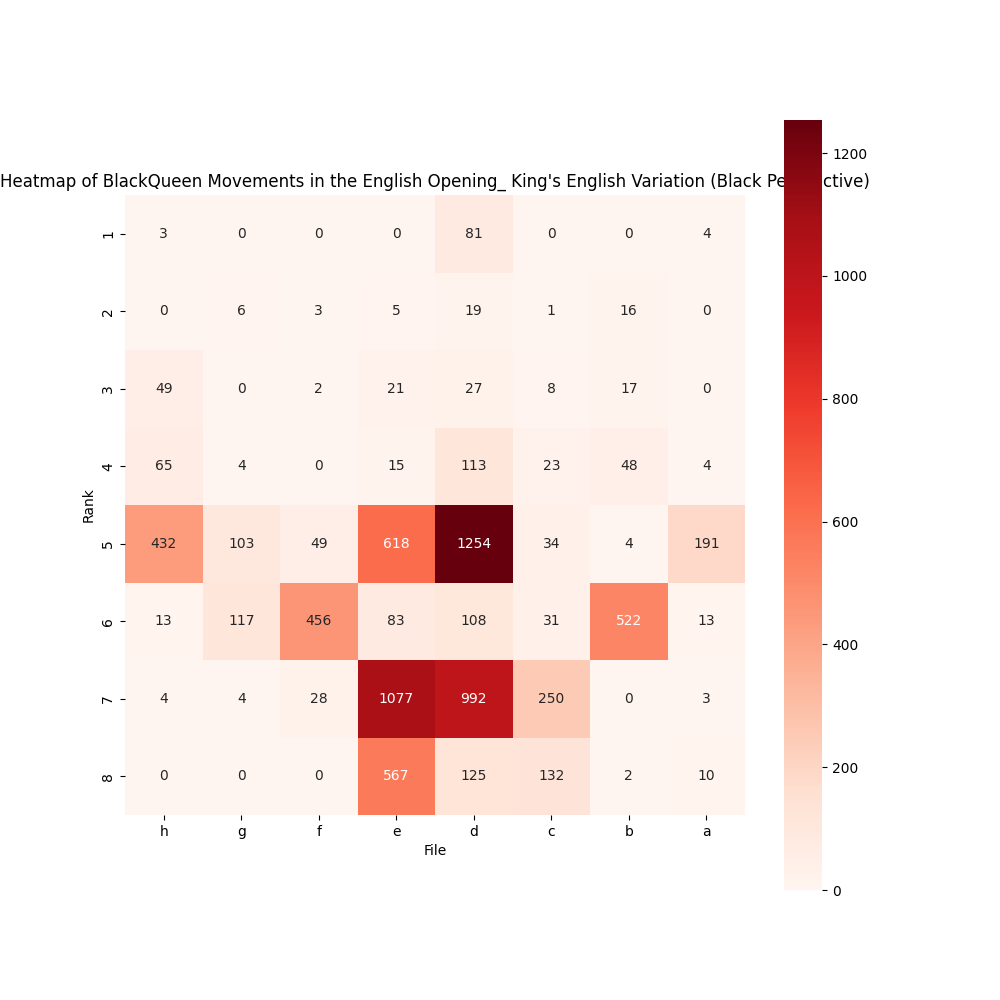 Heatmap of BlackQueen Movements in the English Opening_ King's English Variation (Black Pe ctive)
1200
1 3 0 0 0 81 0 0 4
1000
2 0 6 3 5 19 1 16 0
3 49 0 2 21 27 8 17 0
800
4 65 4 0 15 113 23 48 4
Rank
600
5 432 103 49 618 1254 34 4 191
6 13 117 456 83 108 31 522 13
400
7 4 4 28 1077 992 250 0 3
200
8 0 0 0 567 125 132 2 10
h g f e d c b a
File
0